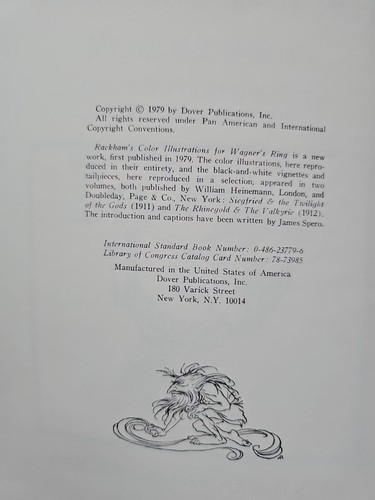 Copyright © 1979 by Dover Publications, Inc.
All rights reserved under Pan American and International
Copyright Conventions.
Rackham's Color Illustrations for Wagner's Ring is a new
work, first published in 1979. The color illustrations, here repro-
duced in their entirety, and the black-and-white vignettes and
tailpieces, here reproduced in a selection, appeared in two
volumes, both published by William Heinemann, London, and
Doubleday, Page & Co., New York: Siegfried & the Twilight
of the Gods (1911) and The Rhinegold & The Valkyrie (1912).
The introduction and captions have been written by James Spero.
International Standard Book Number: 0-486-23779-6
Library of Congress Catalog Card Number: 78-73985
Manufactured in the United States of America
Dover Publications, Inc.
180 Varick Street
New York, N.Y. 10014